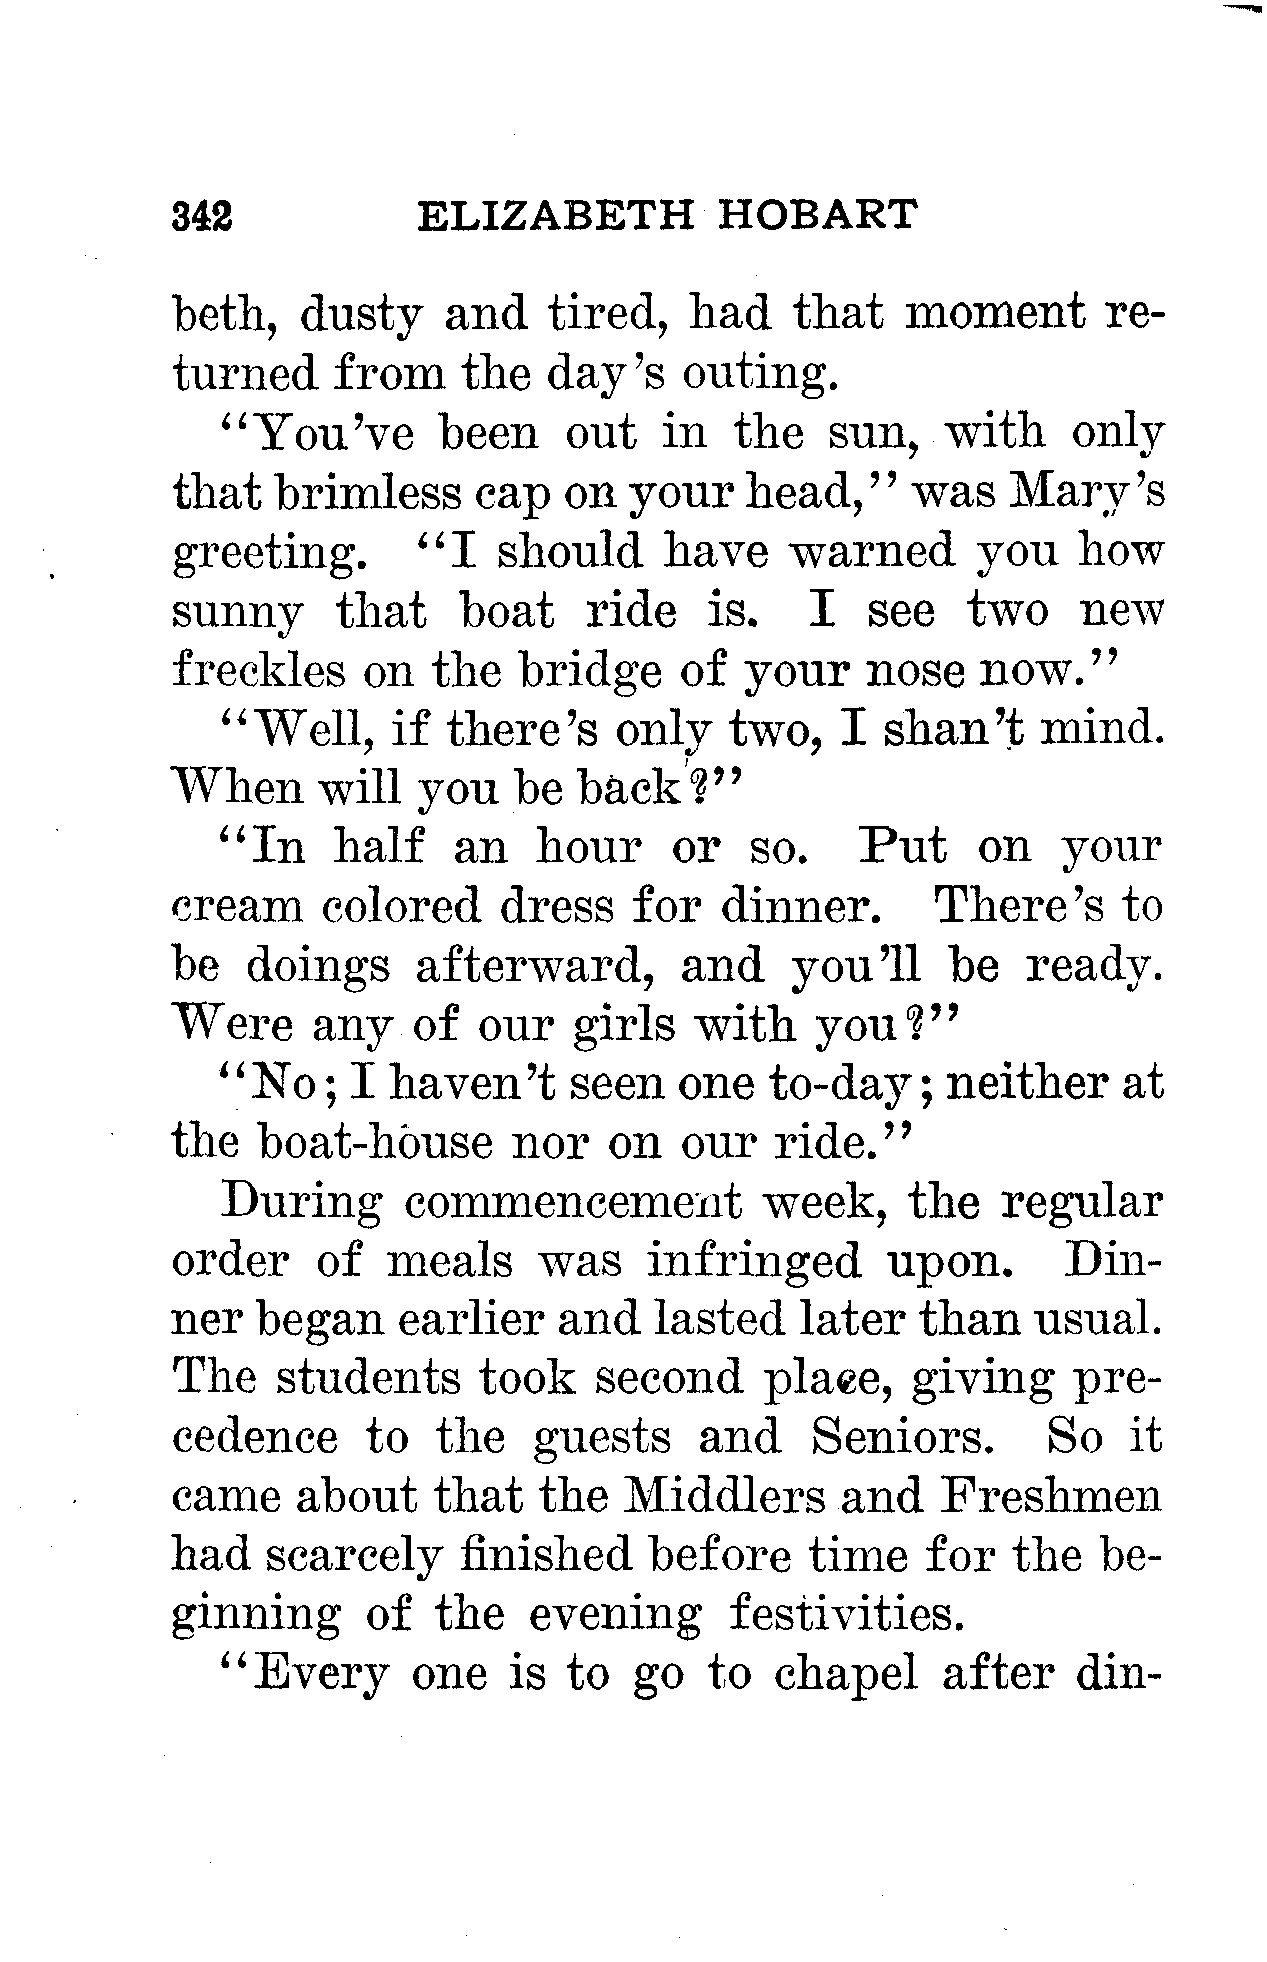 342 ELIZABETH HOBART
beth, dusty and tired, had that moment re-
turned from the day's outing.
"You've been out in the sun, with only
that brimless cap on your head," was Mary's
greeting. "I should have warned you how
sunny that boat ride is. I see two new
freckles on the bridge of your nose now."
"Well, if there's only two, I shan't mind.
When will you be back?"
"In half an hour or so. Put on your
cream colored dress for dinner. There's to
be doings afterward, and you'll be ready.
Were any of our girls with you?"
"No; I haven't seen one to-day; neither at
the boat-house nor on our ride."
During commencement week, the regular
order of meals was infringed upon. Din-
ner began earlier and lasted later than usual.
The students took second place, giving pre-
cedence to the guests and Seniors. So it
came about that the Middlers and Freshmen
had scarcely finished before time for the be-
ginning of the evening festivities.
"Every one is to go to chapel after din-